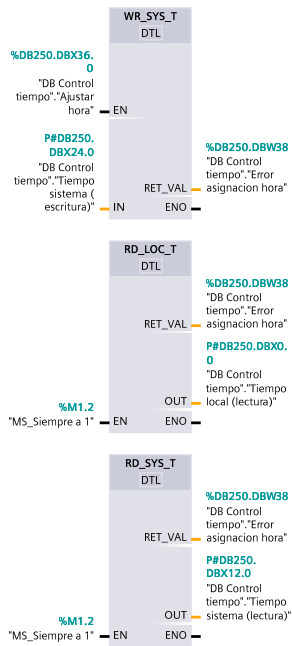 WR_SYS_T
DTL
%DB250.DBX36.
0
"DB Control
tiempo"."Ajustar
hora"
EN
P#DB250.
DBX24.0
"DB Control
tiempo"."Tiempo
sistema (
escritura)"
IN
%DB250.DBW38
"DB Control
tiempo"."Error
asignacion hora"
RET_VAL
ENO
RD_LOC_T
DTL
%DB250.DBW38
"DB Control
tiempo"."Error
asignacion hora"
RET_VAL
P#DB250.DBX0.
0
"DB Control
tiempo"."Tiempo
local (lectura)"
OUT
%M1.2
"MS_Siempre a 1"
EN
ENO
RD_SYS_T
DTL
%DB250.DBW38
"DB Control
tiempo"."Error
asignacion hora"
RET_VAL
P#DB250.
DBX12.0
"DB Control
tiempo"."Tiempo
sistema (lectura)"
OUT
%M1.2
"MS_Siempre a 1"
EN
ENO